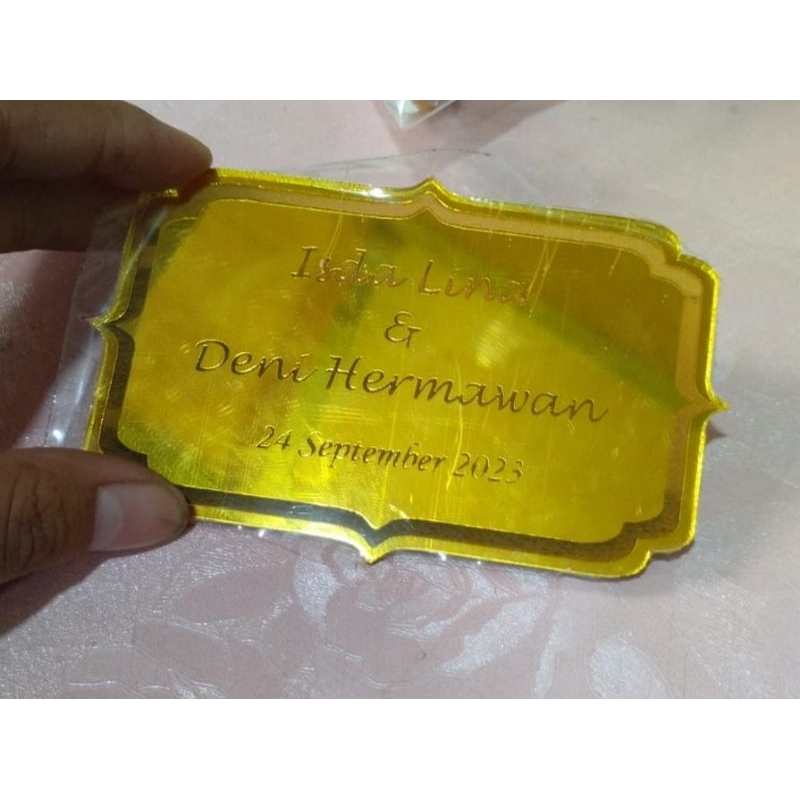 Isda Lina
&
Deni Hermawan
24 September 2023